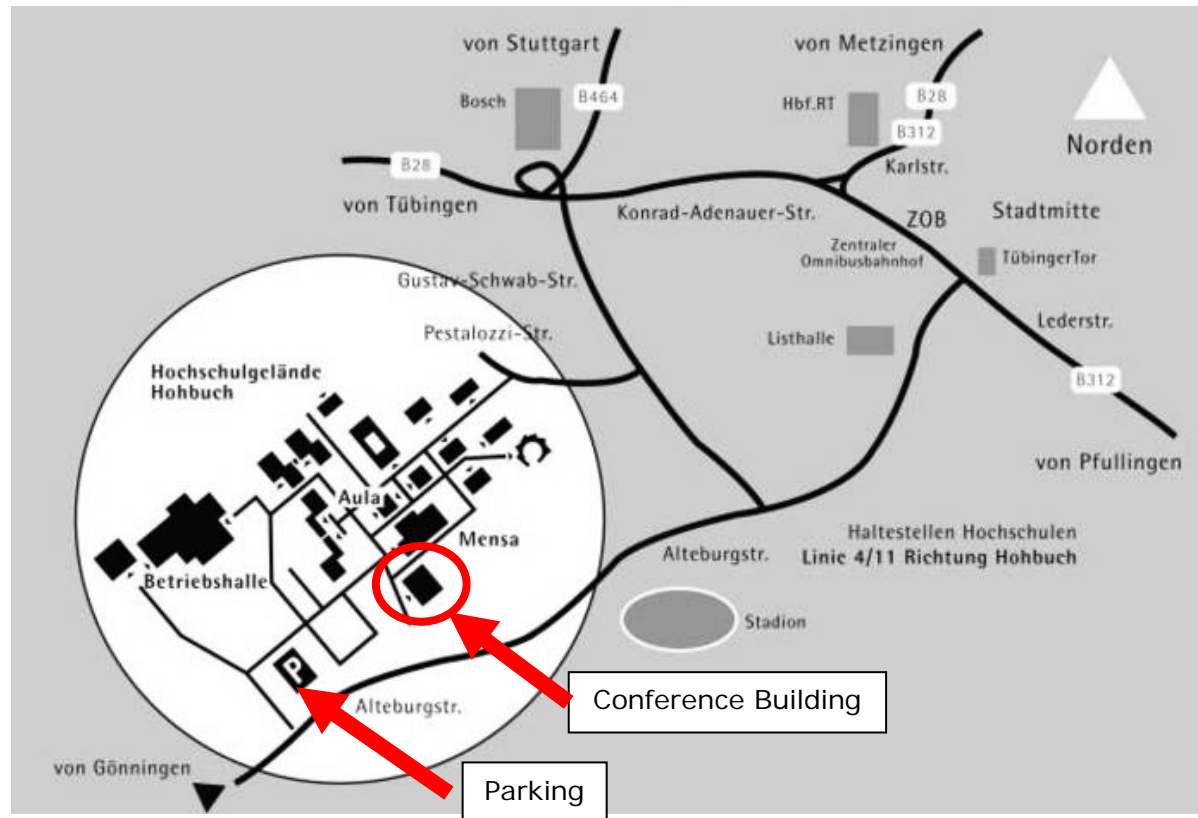 von Stuttgart
von Metzingen
Bosch
B464
Hbf.RT
B28
B312
Norden
Karlstr.
B28
von Tübingen
Konrad-Adenauer-Str.
ZOB
Stadtmitte
Zentraler
Omnibusbahnhof
TübingerTor
Gustav-Schwab-Str.
Pestalozzi-Str.
Listhalle
Lederstr.
Hochschulgelände
Hohbuch
B312
von Pfullingen
Aula
Mensa
Haltestellen Hochschulen
Linie 4/11 Richtung Hohbuch
Alteburgstr.
Betriebshalle
Stadion
P
Conference Building
Alteburgstr.
von Gönningen
Parking